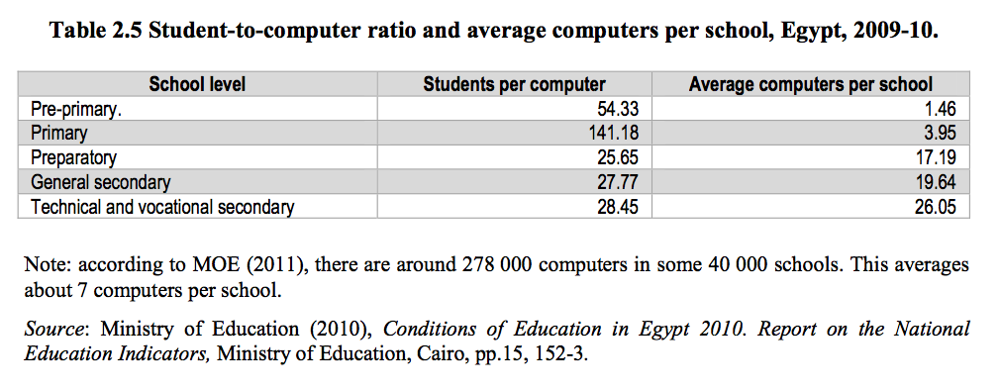 Table 2.5 Student-to-computer ratio and average computers per school, Egypt, 2009-10.
School level Students per computer Average computers per school
Pre-primary. 54.33 1.46
Primary 141.18 3.95
Preparatory 25.65 17.19
General secondary 27.77 19.64
Technical and vocational secondary 28.45 26.05
Note: according to MOE (2011), there are around 278 000 computers in some 40 000 schools. This averages
about 7 computers per school.
Source: Ministry of Education (2010), Conditions of Education in Egypt 2010. Report on the National
Education Indicators, Ministry of Education, Cairo, pp.15, 152-3.